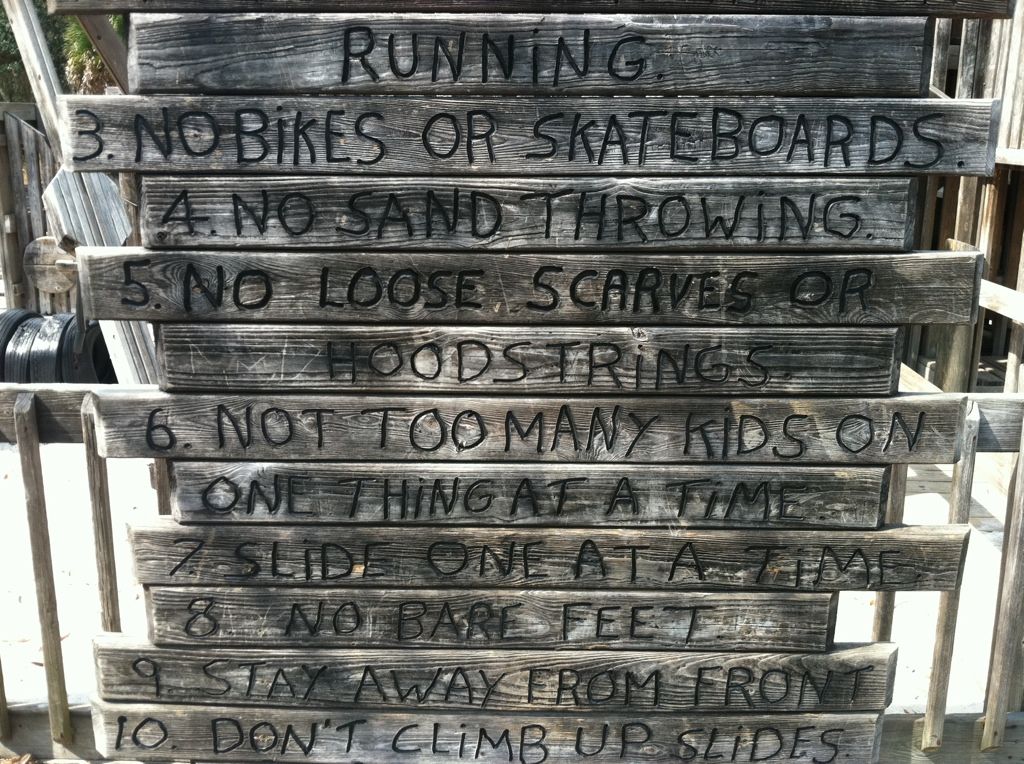 RUNNING.
3. NO BIKES OR SKATEBOARDS.
4. NO SAND THROWING.
5. NO LOOSE SCARVES OR
HOODSTRINGS.
6. NOT TOO MANY KIDS ON
ONE THING AT A TIME.
7 SLIDE ONE AT A TIME
8 NO BARE FEET
9. STAY AWAY FROM FRONT
10. DON'T CLIMB UP SLIDES.